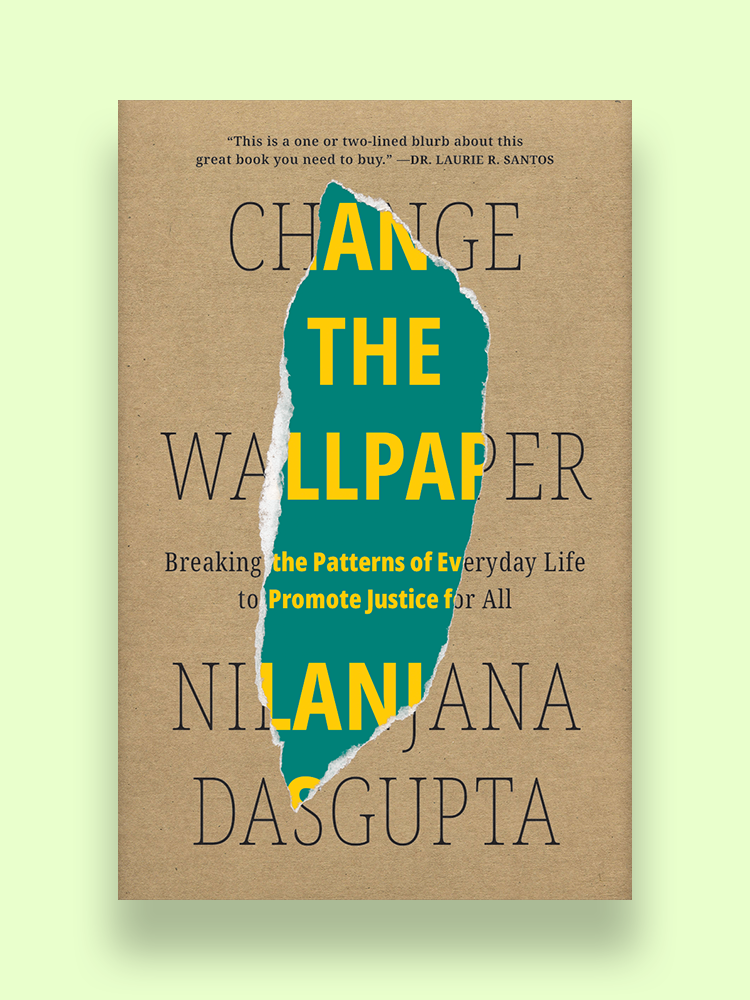 “This is a one or two-lined blurb about this
great book you need to buy.” —DR. LAURIE R. SANTOS
CHANGE
THE
WALLPAPER
Breaking the Patterns of Everyday Life
to Promote Justice for All
NILANJANA
DASGUPTA